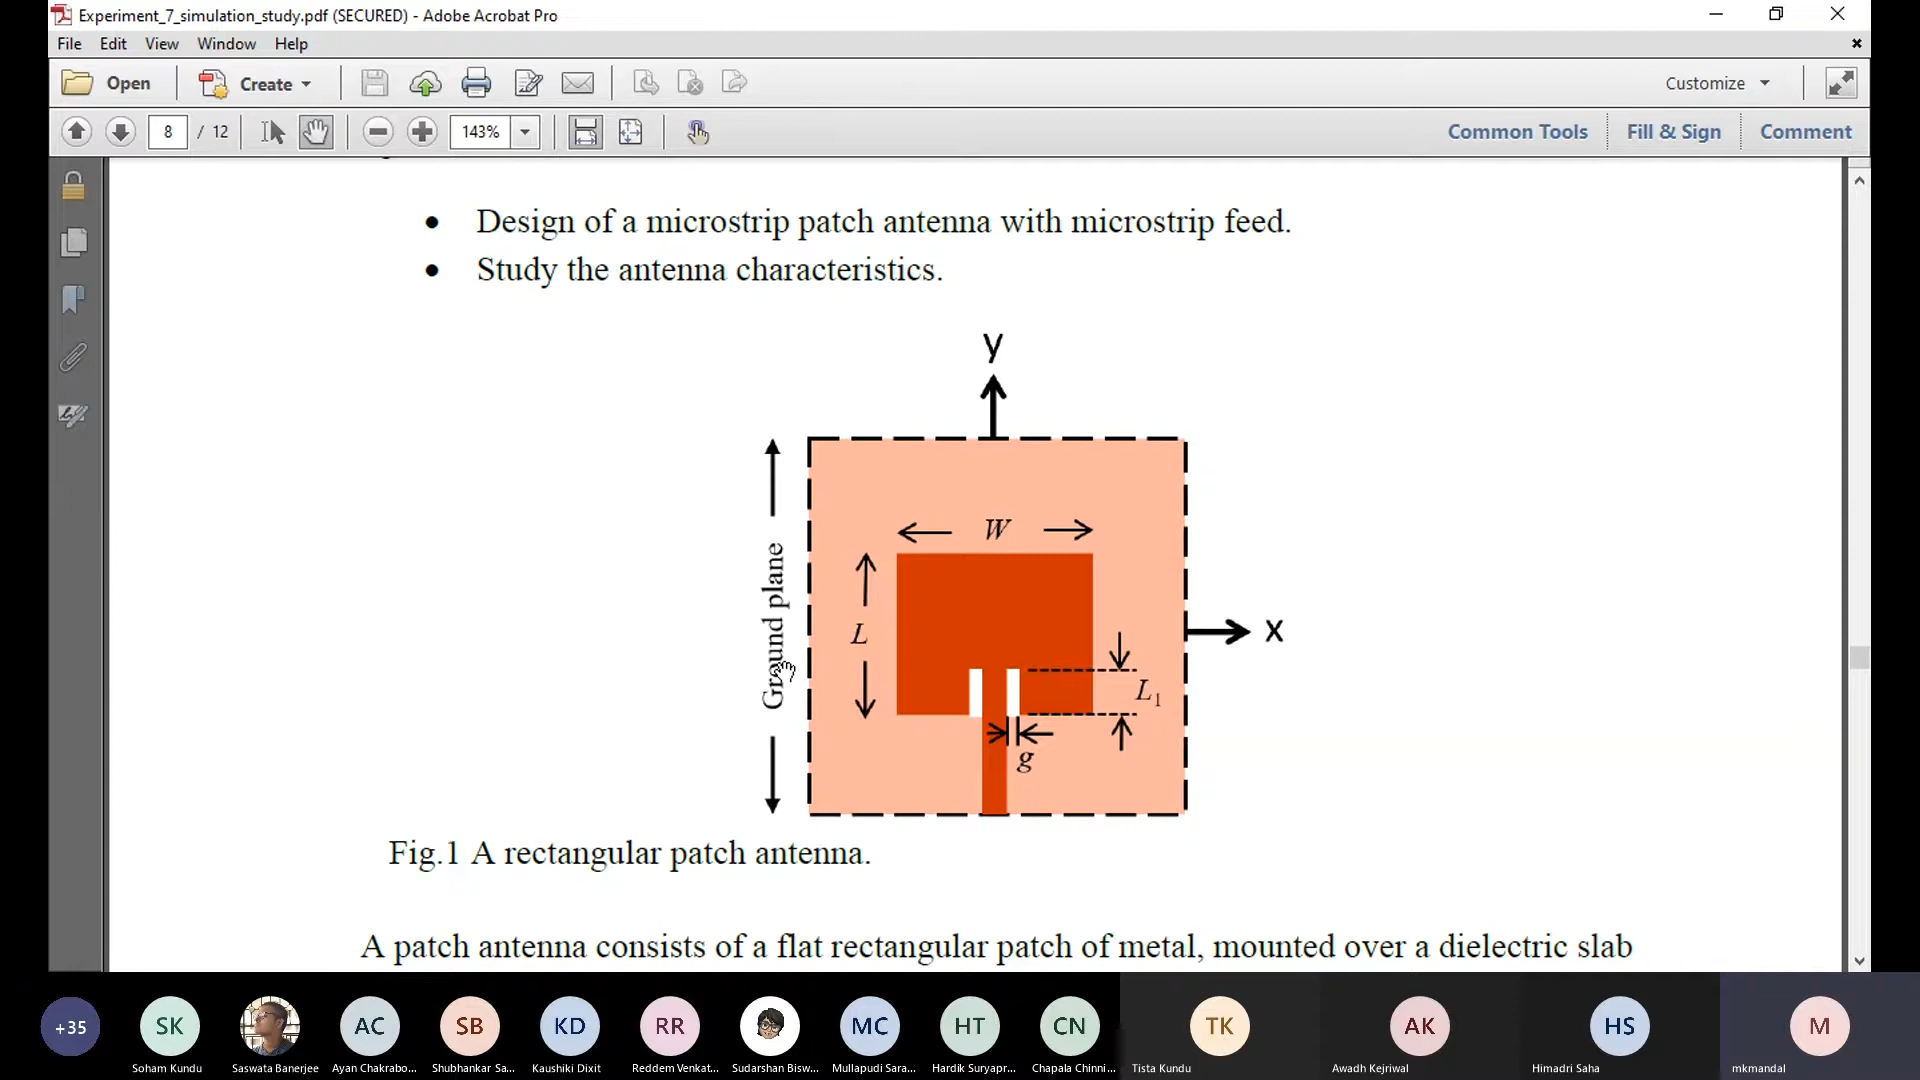 Experiment_7_simulation_study.pdf (SECURED) - Adobe Acrobat Pro
File Edit View Window Help
Open Create Customize
8 / 12 143% Common Tools Fill & Sign Comment
• Design of a microstrip patch antenna with microstrip feed.
• Study the antenna characteristics.
y
W
Ground plane
L
x
L1
g
Fig.1 A rectangular patch antenna.
A patch antenna consists of a flat rectangular patch of metal, mounted over a dielectric slab
+35 SK AC SB KD RR MC HT CN TK AK HS M
Soham Kundu Saswata Banerjee Ayan Chakrabo... Shubhankar Sa... Kaushiki Dixit Reddem Venkat... Sudarshan Bisw... Mullapudi Sara... Hardik Suryapr... Chapala Chinni... Tista Kundu Awadh Kejriwal Himadri Saha mkmandal